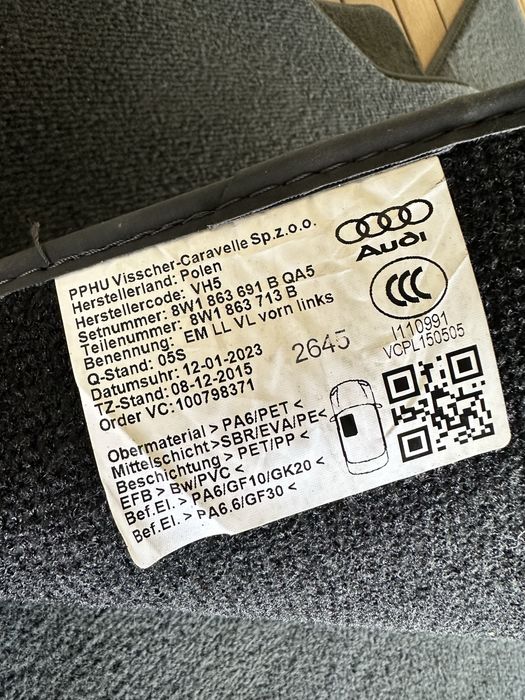 PPHU Visscher-Caravelle Sp.z.o.o.
Herstellerland: Polen
Herstellercode: VH5
Setnummer: 8W1 863 691 B QA5
Teilenummer: 8W1 863 713 B
Benennung: EM LL VL vorn links
Q-Stand: 05S
Datumsuhr: 12-01-2023
TZ-Stand: 08-12-2015
Order VC:100798371
2645
Audi
CCC
I110991
VCPL150505
Obermaterial >PA6/PET<
Mittelschicht >SBR/EVA/PE<
Beschichtung >PET/PP<
EFB > Bw/PVC<
Bef.El.> PA6/GF10/GK20<
Bef.El.> PA6.6/GF30<